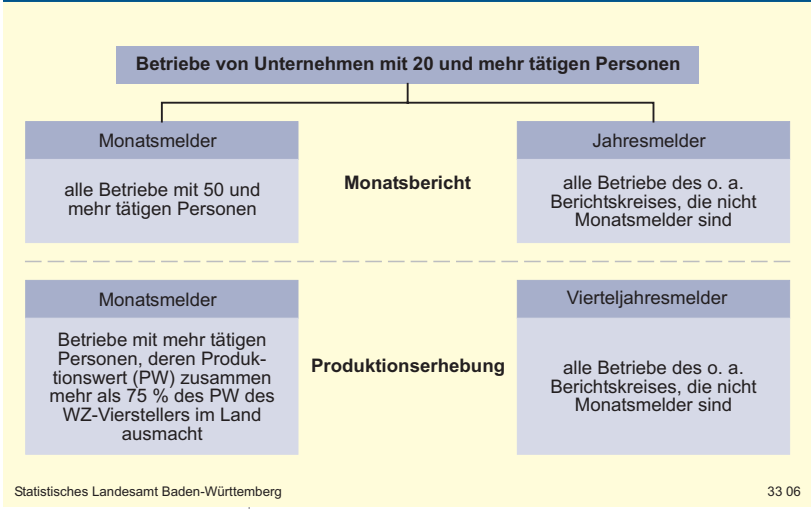 Betriebe von Unternehmen mit 20 und mehr tätigen Personen
Monatsmelder
alle Betriebe mit 50 und
mehr tätigen Personen
Monatsbericht
Jahresmelder
alle Betriebe des o. a.
Berichtskreises, die nicht
Monatsmelder sind
Monatsmelder
Betriebe mit mehr tätigen
Personen, deren Produk-
tionswert (PW) zusammen
mehr als 75 % des PW des
WZ-Vierstellers im Land
ausmacht
Produktionserhebung
Vierteljahresmelder
alle Betriebe des o. a.
Berichtskreises, die nicht
Monatsmelder sind
Statistisches Landesamt Baden-Württemberg
33 06